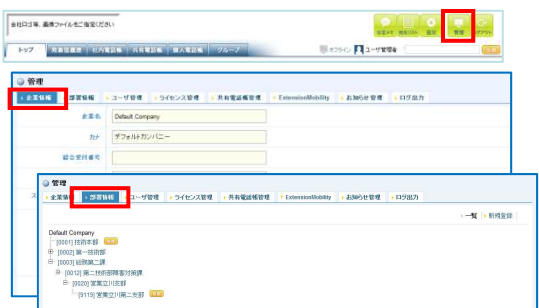 会社ロゴ等、画像ファイルをご指定ください
管理
トップ 発着信履歴 社内電話帳 共有電話帳 個人電話帳 グループ
オフライン ユーザ管理者
管理
企業情報 部署情報 ユーザ管理 ライセンス管理 共有電話帳管理 ExtensionMobility お知らせ管理 ログ出力
企業名 Default Company
カナ デフォルトカンパニー
総合受付番号
管理
企業情報 部署情報 ユーザ管理 ライセンス管理 共有電話帳管理 ExtensionMobility お知らせ管理 ログ出力
一覧 新規登録
Default Company
[0001] 技術本部
[0002] 第一技術部
[0003] 総務第二課
[0012] 第二技術部障害対策課
[0020] 営業立川支部
[9119] 営業立川第二支部